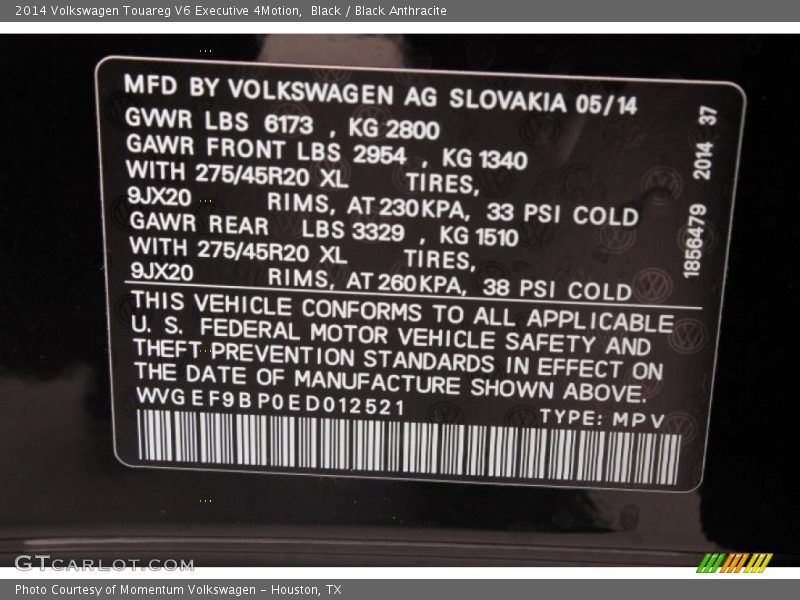 2014 Volkswagen Touareg V6 Executive 4Motion,  Black / Black Anthracite
MFD BY VOLKSWAGEN AG SLOVAKIA 05/14
GVWR LBS 6173 , KG 2800
GAWR FRONT LBS 2954 , KG 1340
WITH 275/45R20 XL TIRES,
9JX20 RIMS, AT 230 KPA, 33 PSI COLD
GAWR REAR LBS 3329 , KG 1510
WITH 275/45R20 XL TIRES,
9JX20 RIMS, AT 260 KPA, 38 PSI COLD
THIS VEHICLE CONFORMS TO ALL APPLICABLE
U. S. FEDERAL MOTOR VEHICLE SAFETY AND
THEFT PREVENTION STANDARDS IN EFFECT ON
THE DATE OF MANUFACTURE SHOWN ABOVE.
WVGEF9BP0ED012521 TYPE: MPV
1856479 2014 37
GTCARLOT.COM
Photo Courtesy of Momentum Volkswagen – Houston, TX